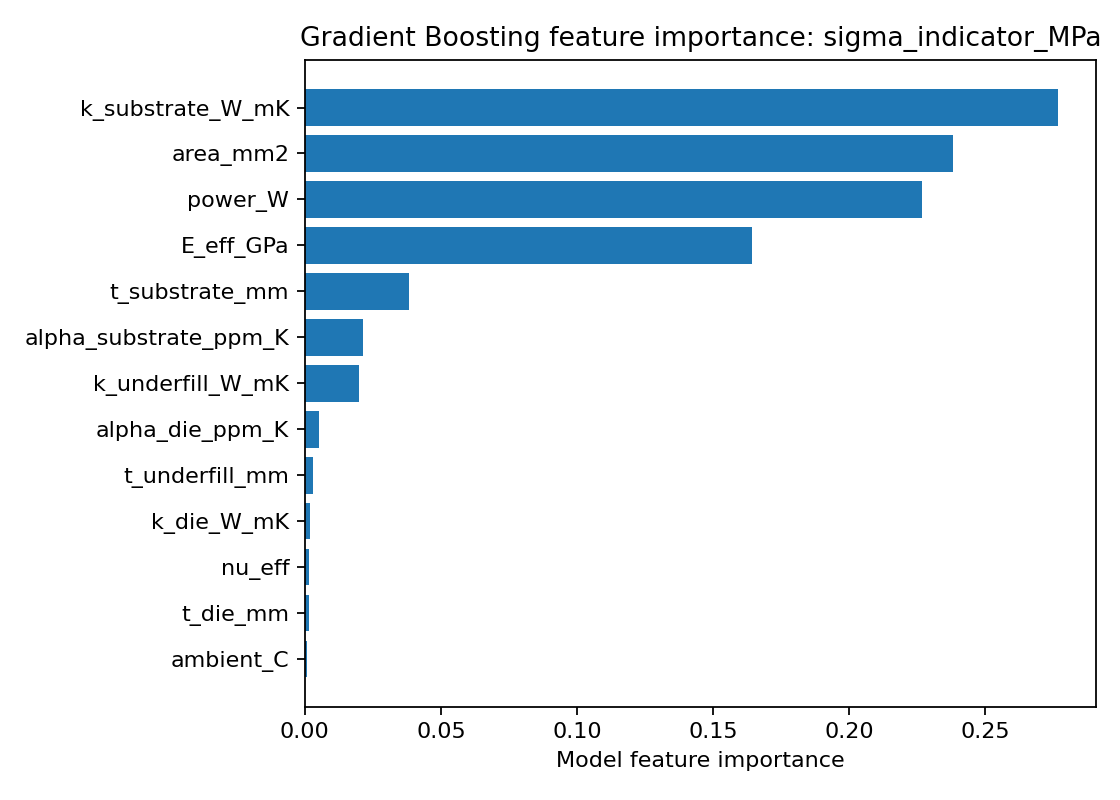 Gradient Boosting feature importance: sigma_indicator_MPa
k_substrate_W_mK
area_mm2
power_W
E_eff_GPa
t_substrate_mm
alpha_substrate_ppm_K
k_underfill_W_mK
alpha_die_ppm_K
t_underfill_mm
k_die_W_mK
nu_eff
t_die_mm
ambient_C
0.00 0.05 0.10 0.15 0.20 0.25
Model feature importance